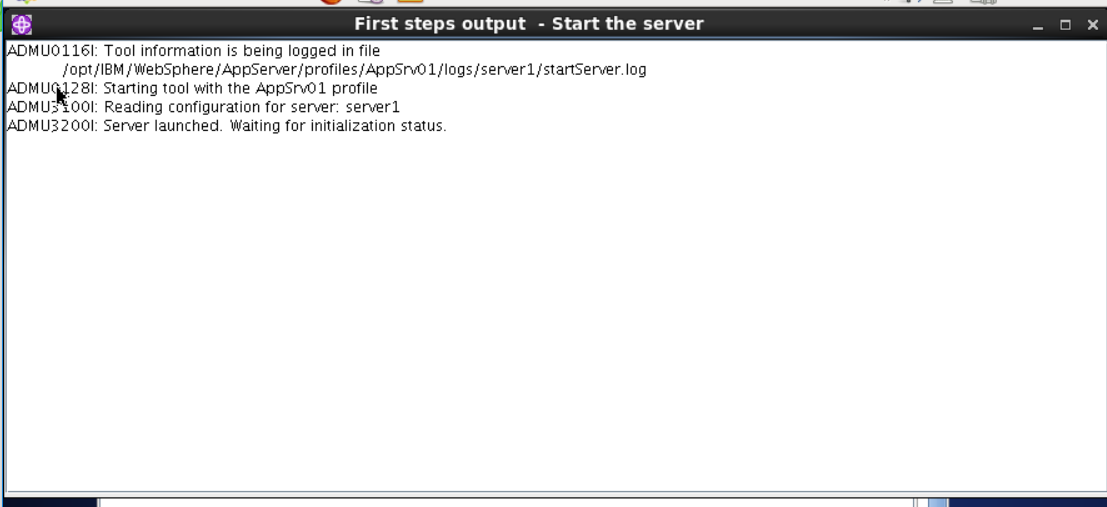 First steps output - Start the server
ADMU0116I: Tool information is being logged in file
/opt/IBM/WebSphere/AppServer/profiles/AppSrv01/logs/server1/startServer.log
ADMU0128I: Starting tool with the AppSrv01 profile
ADMU3100I: Reading configuration for server: server1
ADMU3200I: Server launched. Waiting for initialization status.